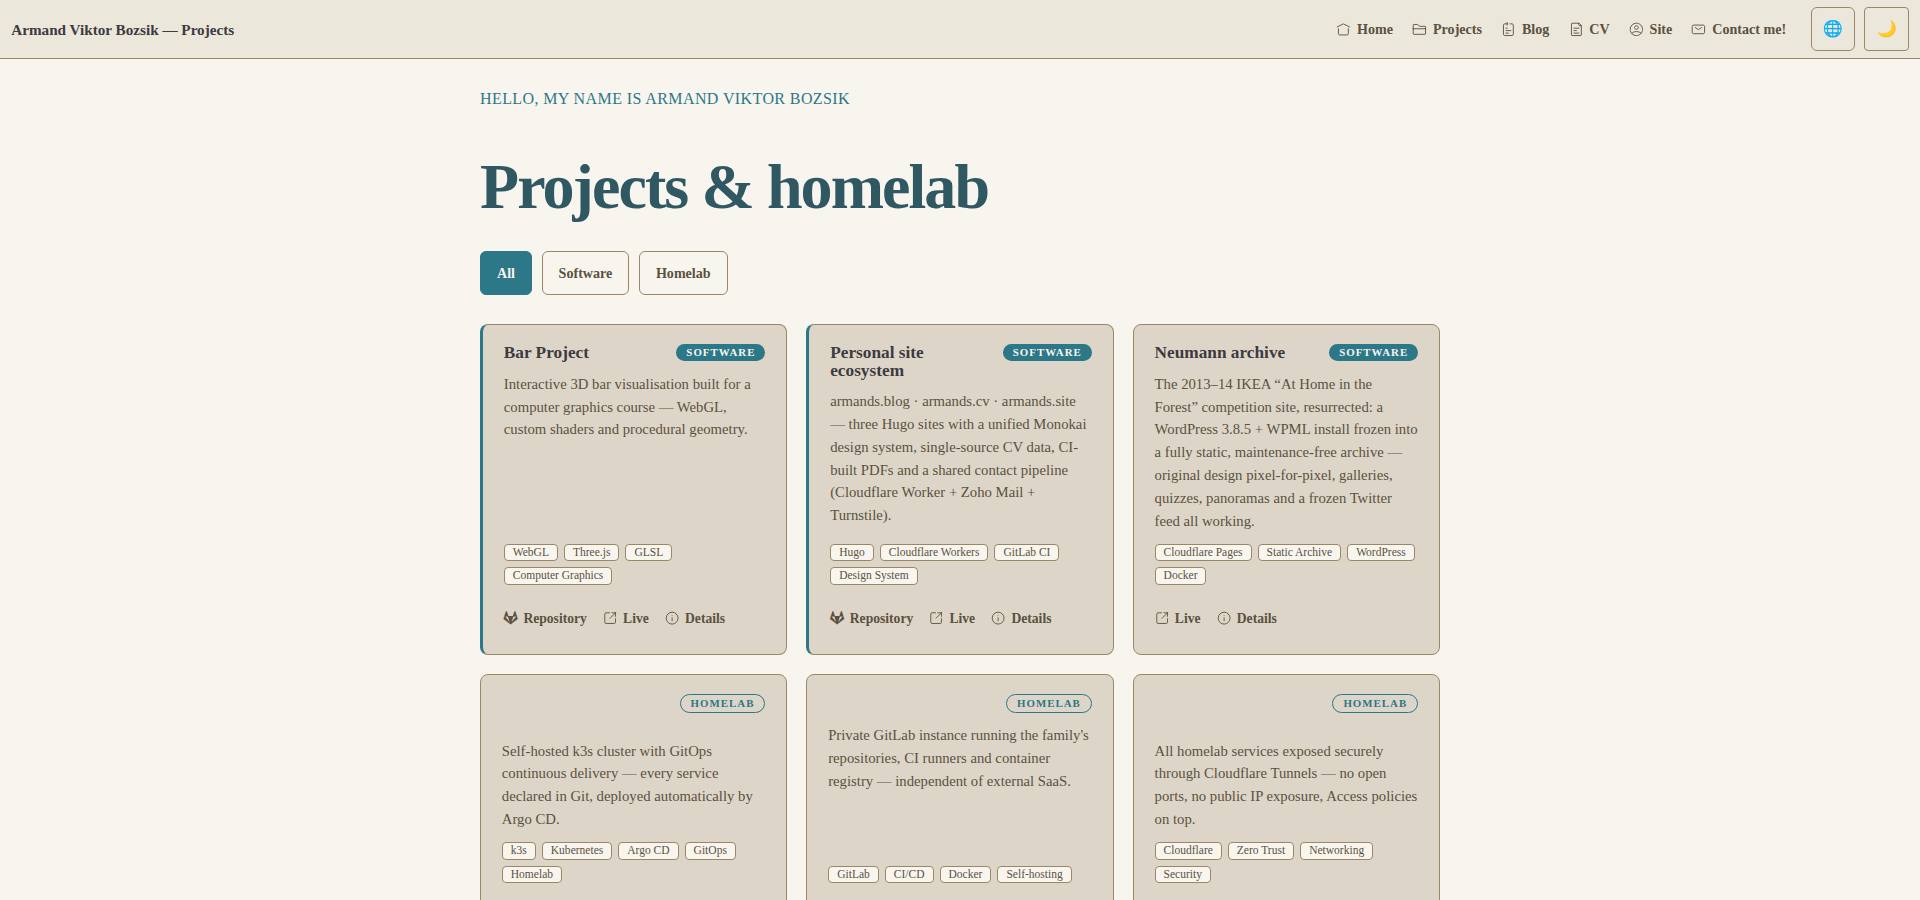 Armand Viktor Bozsik — Projects
Home
Projects
Blog
CV
Site
Contact me!
HELLO, MY NAME IS ARMAND VIKTOR BOZSIK
Projects & homelab
All
Software
Homelab
Bar Project
SOFTWARE
Interactive 3D bar visualisation built for a
computer graphics course — WebGL,
custom shaders and procedural geometry.
WebGL
Three.js
GLSL
Computer Graphics
Repository
Live
Details
Personal site
ecosystem
SOFTWARE
armands.blog · armands.cv · armands.site
— three Hugo sites with a unified Monokai
design system, single-source CV data, CI-
built PDFs and a shared contact pipeline
(Cloudflare Worker + Zoho Mail +
Turnstile).
Hugo
Cloudflare Workers
GitLab CI
Design System
Repository
Live
Details
Neumann archive
SOFTWARE
The 2013–14 IKEA “At Home in the
Forest” competition site, resurrected: a
WordPress 3.8.5 + WPML install frozen into
a fully static, maintenance-free archive —
original design pixel-for-pixel, galleries,
quizzes, panoramas and a frozen Twitter
feed all working.
Cloudflare Pages
Static Archive
WordPress
Docker
Live
Details
HOMELAB
Self-hosted k3s cluster with GitOps
continuous delivery — every service
declared in Git, deployed automatically by
Argo CD.
k3s
Kubernetes
Argo CD
GitOps
Homelab
HOMELAB
Private GitLab instance running the family's
repositories, CI runners and container
registry — independent of external SaaS.
GitLab
CI/CD
Docker
Self-hosting
HOMELAB
All homelab services exposed securely
through Cloudflare Tunnels — no open
ports, no public IP exposure, Access policies
on top.
Cloudflare
Zero Trust
Networking
Security